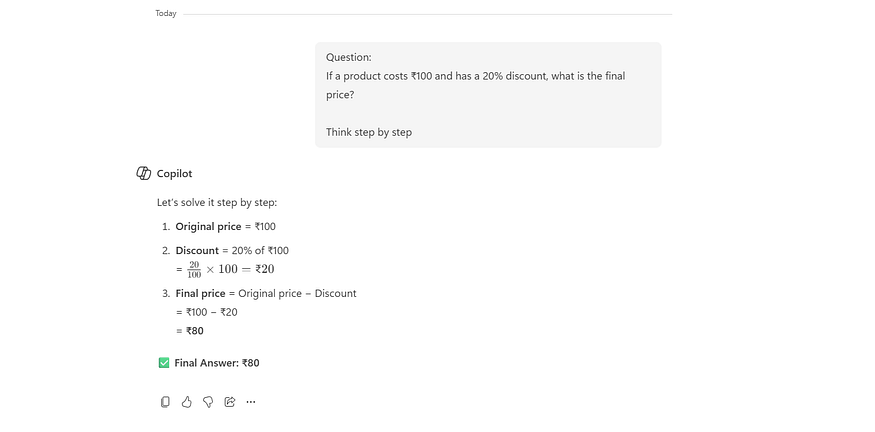 Today
Question:
If a product costs ₹100 and has a 20% discount, what is the final
price?
Think step by step
Copilot
Let's solve it step by step:
1. Original price = ₹100
2. Discount = 20% of ₹100
= 20/100 × 100 = ₹20
3. Final price = Original price − Discount
= ₹100 − ₹20
= ₹80
✅ Final Answer: ₹80